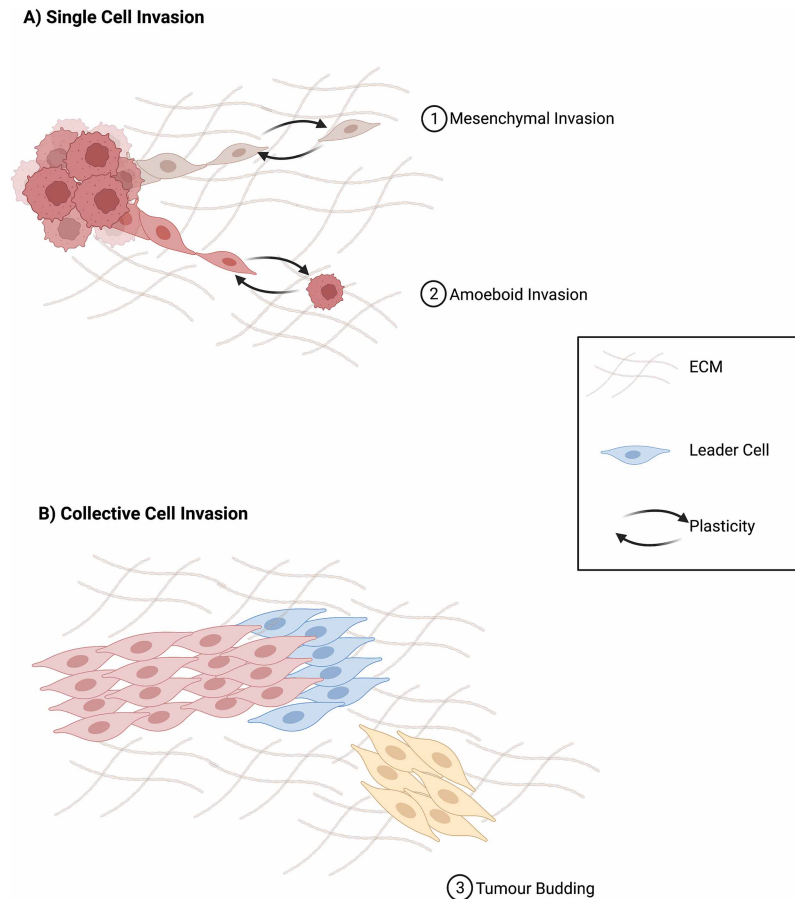 A) Single Cell Invasion
1 Mesenchymal Invasion
2 Amoeboid Invasion
ECM
Leader Cell
Plasticity
B) Collective Cell Invasion
3 Tumour Budding